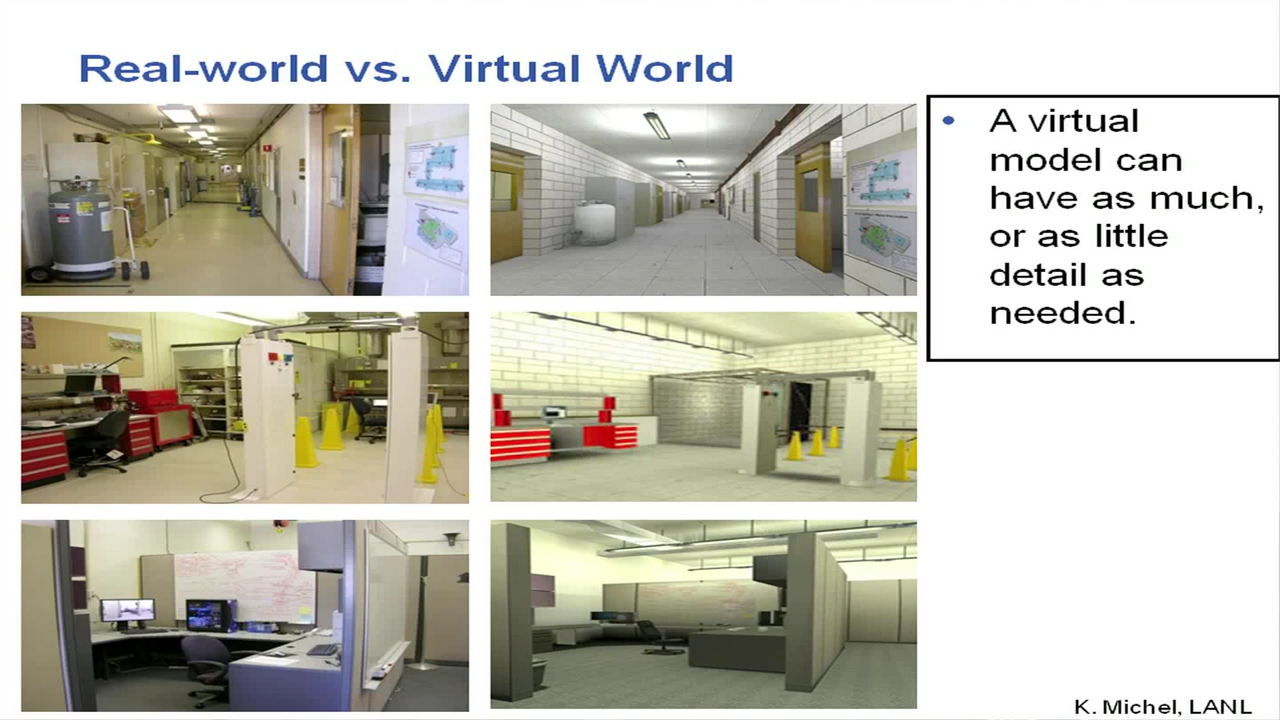 Real-world vs. Virtual World
• A virtual
model can
have as much,
or as little
detail as
needed.
K. Michel, LANL